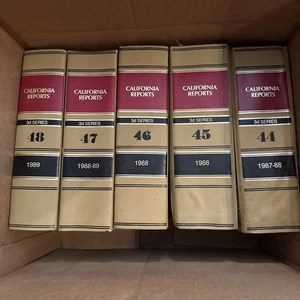 CALIFORNIA
REPORTS
3d SERIES
48
1989
CALIFORNIA
REPORTS
3d SERIES
47
1988-89
CALIFORNIA
REPORTS
3d SERIES
46
1988
CALIFORNIA
REPORTS
3d SERIES
45
1988
CALIFORNIA
REPORTS
3d SERIES
44
1987-88